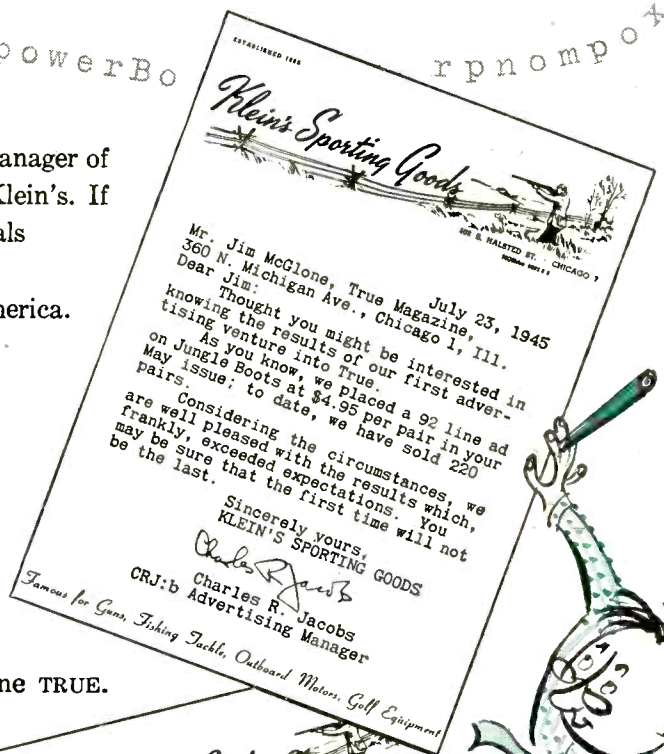 powerBo
rpnompox
anager of
Klein's. If
als
merica.
ne TRUE.
ESTABLISHED
Klein's Sporting Goods
HALSTED ST. CHICAGO 7
July 23, 1945
Mr. Jim McGlone, True Magazine,
360 N. Michigan Ave., Chicago 1, Ill.
Dear Jim:
Thought you might be interested in
knowing the results of our first adver-
tising venture into True.
As you know, we placed a 92 line ad
on Jungle Boots at $4.95 per pair in your
May issue; to date, we have sold 220
pairs.
Considering the circumstances, we
are well pleased with the results which,
frankly, exceeded expectations. You
may be sure that the first time will not
be the last.
Sincerely yours,
KLEIN'S SPORTING GOODS
Charles R. Jacobs
Charles R. Jacobs
CRJ:b Advertising Manager
Famous for Guns, Fishing Tackle, Outboard Motors, Golf Equipment